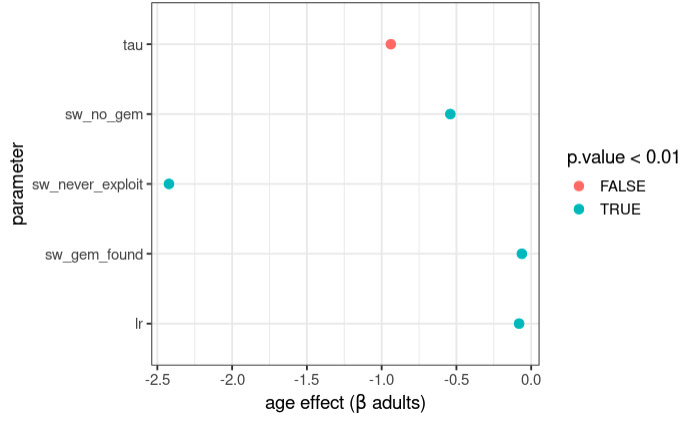 tau
sw_no_gem
sw_never_exploit
sw_gem_found
lr
parameter
-2.5 -2.0 -1.5 -1.0 -0.5 0.0
age effect (β adults)
p.value < 0.01
FALSE
TRUE